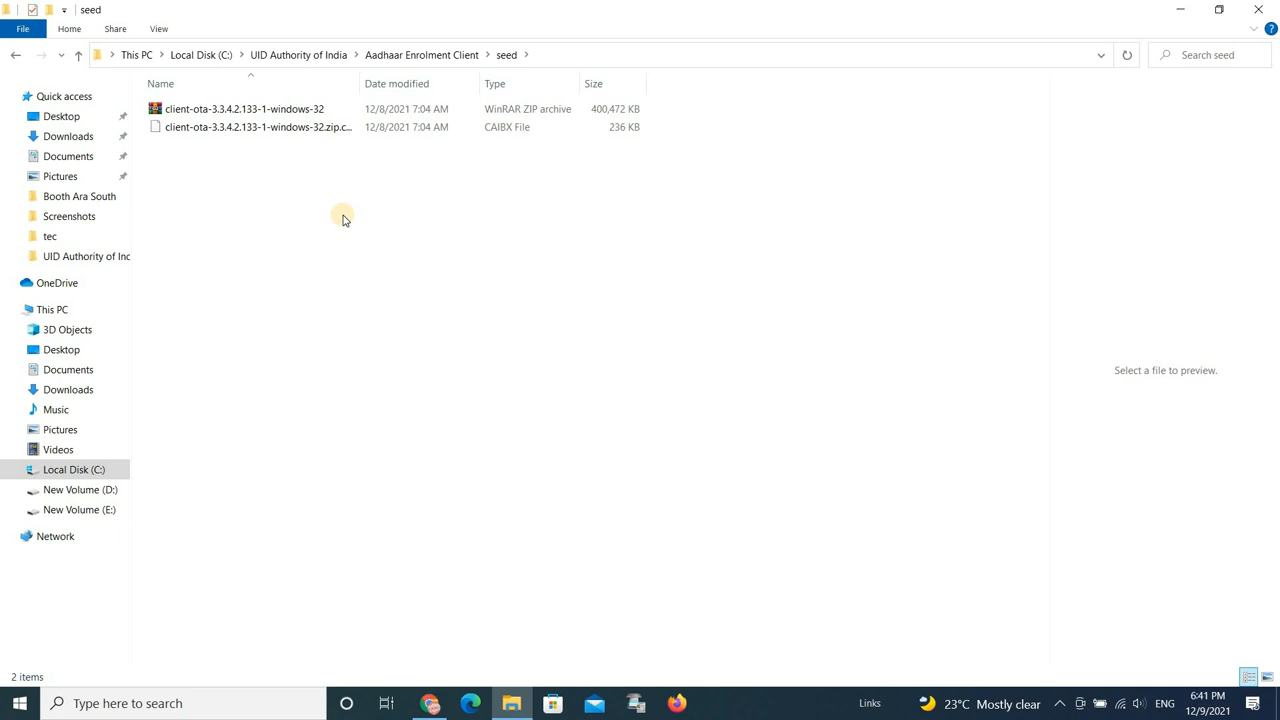 seed
File Home Share View
This PC Local Disk (C:) UID Authority of India Aadhaar Enrolment Client seed
Search seed
Name Date modified Type Size
client-ota-3.3.4.2.133-1-windows-32 12/8/2021 7:04 AM WinRAR ZIP archive 400,472 KB
client-ota-3.3.4.2.133-1-windows-32.zip.c... 12/8/2021 7:04 AM CAIBX File 236 KB
Quick access
Desktop
Downloads
Documents
Pictures
Booth Ara South
Screenshots
tec
UID Authority of Inc
OneDrive
This PC
3D Objects
Desktop
Documents
Downloads
Music
Pictures
Videos
Local Disk (C:)
New Volume (D:)
New Volume (E:)
Network
Select a file to preview.
2 items
Type here to search
Links
23°C Mostly clear
ENG
6:41 PM
12/9/2021